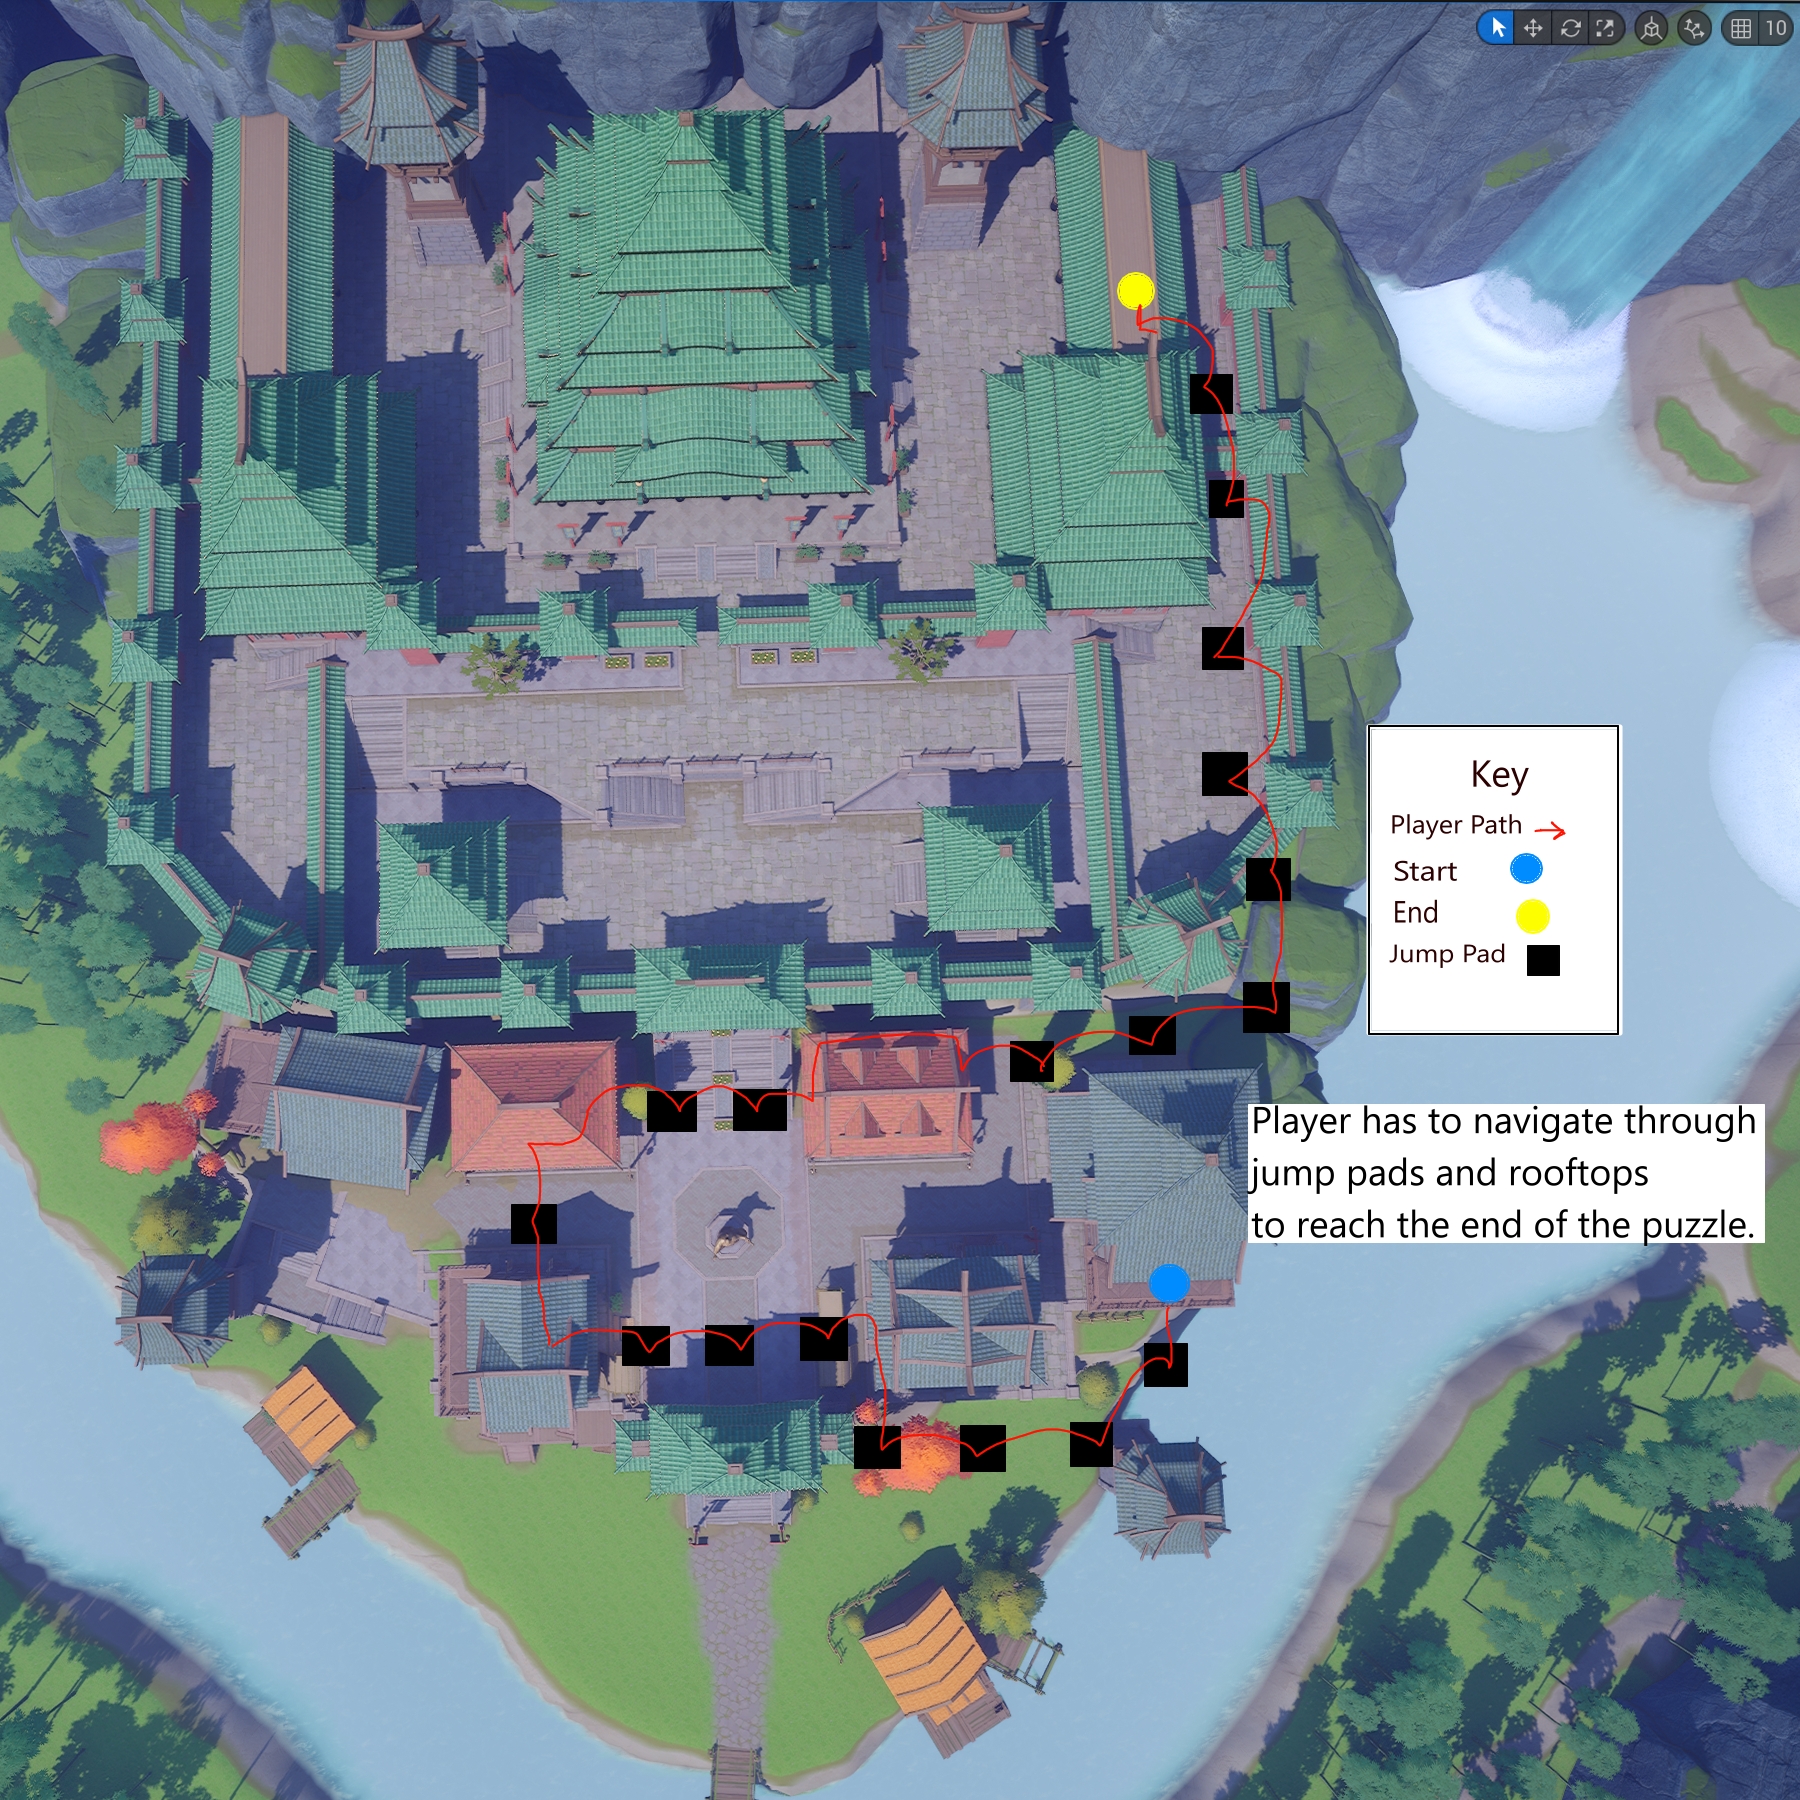 10
Key
Player Path
Start
End
Jump Pad
Player has to navigate through
jump pads and rooftops
to reach the end of the puzzle.